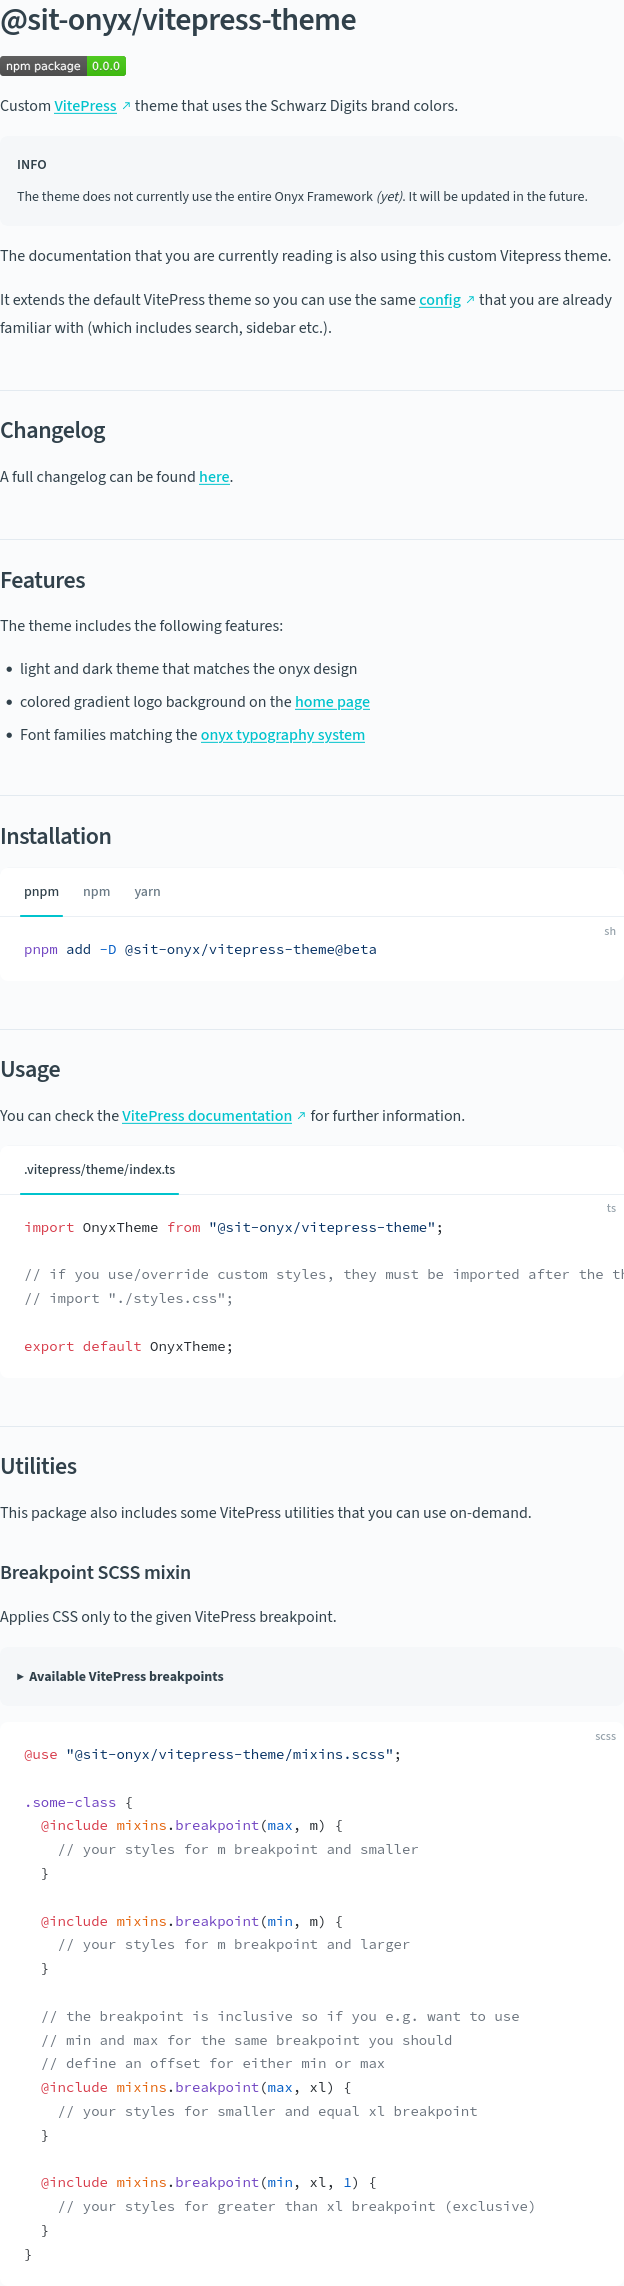 @sit-onyx/vitepress-theme
npm package 0.0.0
Custom VitePress ↗ theme that uses the Schwarz Digits brand colors.
INFO
The theme does not currently use the entire Onyx Framework (yet). It will be updated in the future.
The documentation that you are currently reading is also using this custom Vitepress theme.
It extends the default VitePress theme so you can use the same config ↗ that you are already
familiar with (which includes search, sidebar etc.).
Changelog
A full changelog can be found here.
Features
The theme includes the following features:
• light and dark theme that matches the onyx design
• colored gradient logo background on the home page
• Font families matching the onyx typography system
Installation
pnpm npm yarn
sh
pnpm add -D @sit-onyx/vitepress-theme@beta
Usage
You can check the VitePress documentation ↗ for further information.
.vitepress/theme/index.ts
ts
import OnyxTheme from "@sit-onyx/vitepress-theme";
// if you use/override custom styles, they must be imported after the
// import "./styles.css";
export default OnyxTheme;
Utilities
This package also includes some VitePress utilities that you can use on-demand.
Breakpoint SCSS mixin
Applies CSS only to the given VitePress breakpoint.
▸ Available VitePress breakpoints
scss
@use "@sit-onyx/vitepress-theme/mixins.scss";
.some-class {
  @include mixins.breakpoint(max, m) {
    // your styles for m breakpoint and smaller
  }
  @include mixins.breakpoint(min, m) {
    // your styles for m breakpoint and larger
  }
  // the breakpoint is inclusive so if you e.g. want to use
  // min and max for the same breakpoint you should
  // define an offset for either min or max
  @include mixins.breakpoint(max, xl) {
    // your styles for smaller and equal xl breakpoint
  }
  @include mixins.breakpoint(min, xl, 1) {
    // your styles for greater than xl breakpoint (exclusive)
  }
}